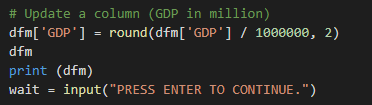 # Update a column (GDP in million)
dfm['GDP'] = round(dfm['GDP'] / 1000000, 2)
dfm
print (dfm)
wait = input("PRESS ENTER TO CONTINUE.")